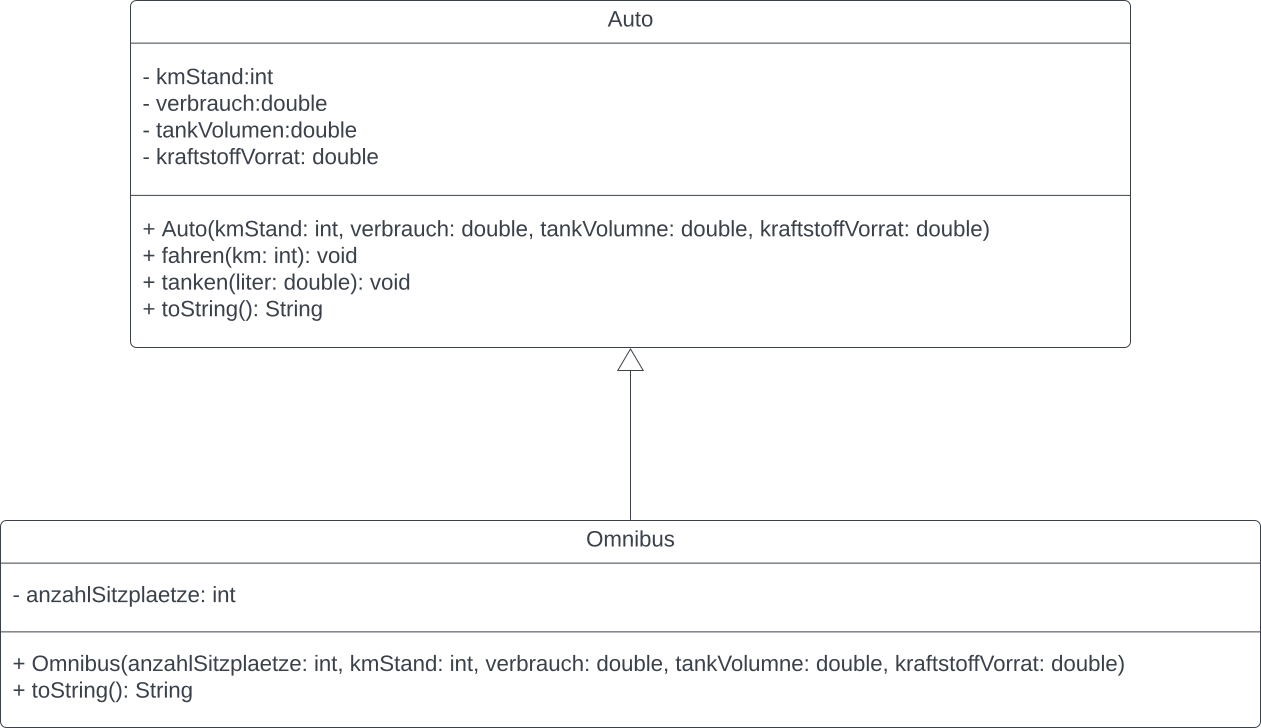 Auto
- kmStand:int
- verbrauch:double
- tankVolumen:double
- kraftstoffVorrat: double
+ Auto(kmStand: int, verbrauch: double, tankVolumne: double, kraftstoffVorrat: double)
+ fahren(km: int): void
+ tanken(liter: double): void
+ toString(): String
Omnibus
- anzahlSitzplaetze: int
+ Omnibus(anzahlSitzplaetze: int, kmStand: int, verbrauch: double, tankVolumne: double, kraftstoffVorrat: double)
+ toString(): String